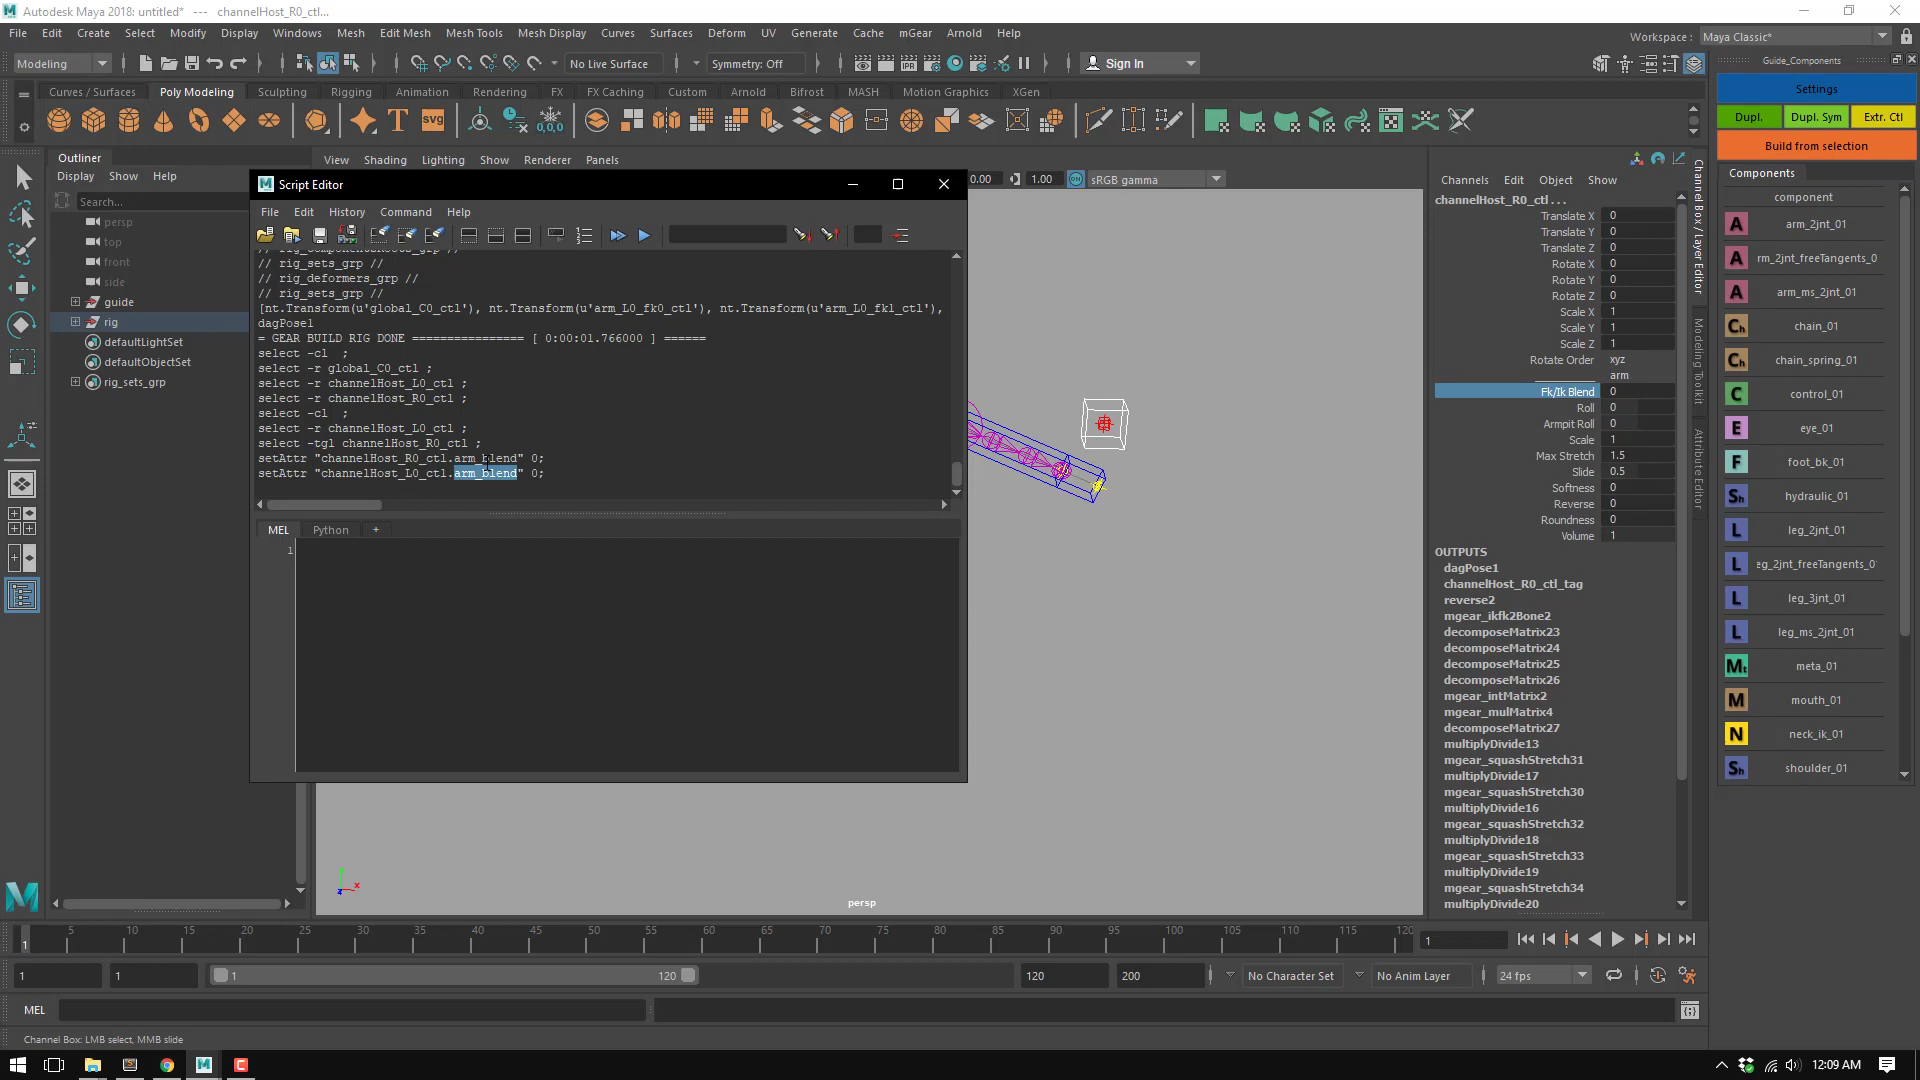 Autodesk Maya 2018: untitled*   ---   channelHost_R0_ctl...
File Edit Create Select Modify Display Windows Mesh Edit Mesh Mesh Tools Mesh Display Curves Surfaces Deform UV Generate Cache mGear Arnold Help
Workspace : Maya Classic*
Guide_Components
Modeling
No Live Surface
Symmetry: Off
Sign In
Settings
Curves / Surfaces Poly Modeling Sculpting Rigging Animation Rendering FX FX Caching Custom Arnold Bifrost MASH Motion Graphics XGen
Dupl. Dupl. Sym Extr. Ctl
Build from selection
Outliner
Display Show Help
Search...
persp
top
front
side
guide
rig
defaultLightSet
defaultObjectSet
rig_sets_grp
View Shading Lighting Show Renderer Panels
0.00 1.00 sRGB gamma
Script Editor
File Edit History Command Help
// rig_sets_grp //
// rig_deformers_grp //
// rig_sets_grp //
[nt.Transform(u'global_C0_ctl'), nt.Transform(u'arm_L0_fk0_ctl'), nt.Transform(u'arm_L0_fk1_ctl'),
dagPose1
= GEAR BUILD RIG DONE ================ [ 0:00:01.766000 ] ======
select -cl  ;
select -r global_C0_ctl ;
select -r channelHost_L0_ctl ;
select -r channelHost_R0_ctl ;
select -cl  ;
select -r channelHost_L0_ctl ;
select -tgl channelHost_R0_ctl ;
setAttr "channelHost_R0_ctl.arm_blend" 0;
setAttr "channelHost_L0_ctl.arm_blend" 0;
MEL Python +
1
persp
Channels Edit Object Show
channelHost_R0_ctl ...
Translate X 0
Translate Y 0
Translate Z 0
Rotate X 0
Rotate Y 0
Rotate Z 0
Scale X 1
Scale Y 1
Scale Z 1
Rotate Order xyz
arm
Fk/Ik Blend 0
Roll 0
Armpit Roll 0
Scale 1
Max Stretch 1.5
Slide 0.5
Softness 0
Reverse 0
Roundness 0
Volume 1
OUTPUTS
dagPose1
channelHost_R0_ctl_tag
reverse2
mgear_ikfk2Bone2
decomposeMatrix23
decomposeMatrix24
decomposeMatrix25
decomposeMatrix26
mgear_intMatrix2
mgear_mulMatrix4
decomposeMatrix27
multiplyDivide13
mgear_squashStretch31
multiplyDivide17
mgear_squashStretch30
multiplyDivide16
mgear_squashStretch32
multiplyDivide18
mgear_squashStretch33
multiplyDivide19
mgear_squashStretch34
multiplyDivide20
Channel Box / Layer Editor
Modeling Toolkit
Attribute Editor
Components
component
A arm_2jnt_01
A rm_2jnt_freeTangents_0
A arm_ms_2jnt_01
Ch chain_01
Ch chain_spring_01
C control_01
E eye_01
F foot_bk_01
Sh hydraulic_01
L leg_2jnt_01
L eg_2jnt_freeTangents_0
L leg_3jnt_01
L leg_ms_2jnt_01
Mt meta_01
M mouth_01
N neck_ik_01
Sh shoulder_01
1 5 10 15 20 25 30 35 40 45 50 55 60 65 70 75 80 85 90 95 100 105 110 115 120 1
1 1 1 120 120 200 No Character Set No Anim Layer 24 fps
MEL
Channel Box: LMB select, MMB slide
12:09 AM